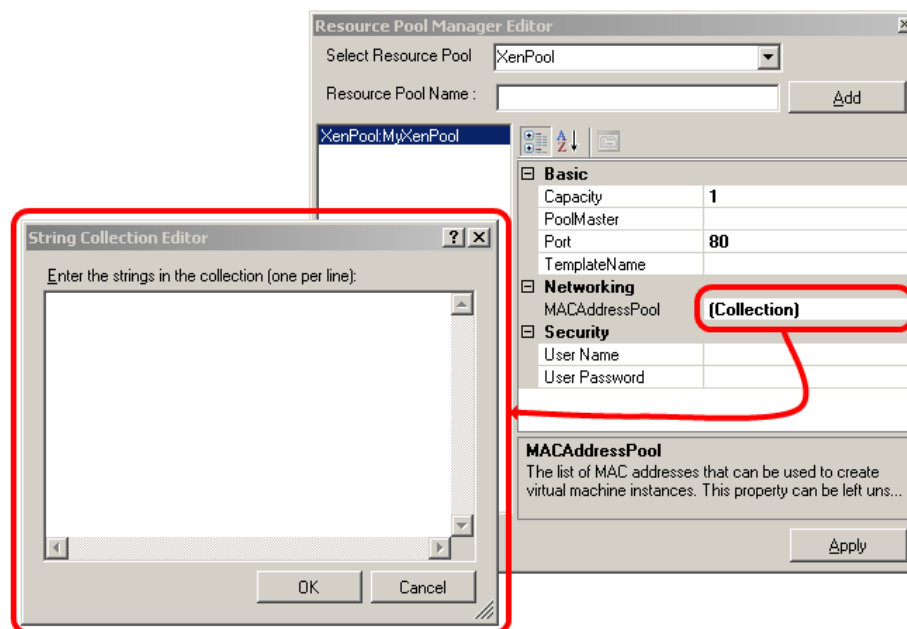 Resource Pool Manager Editor
Select Resource Pool XenPool
Resource Pool Name : Add
XenPool:MyXenPool
Basic
Capacity 1
PoolMaster
Port 80
TemplateName
Networking
MACAddressPool (Collection)
Security
User Name
User Password
MACAddressPool
The list of MAC addresses that can be used to create
virtual machine instances. This property can be left uns...
Apply
String Collection Editor
Enter the strings in the collection (one per line):
OK Cancel